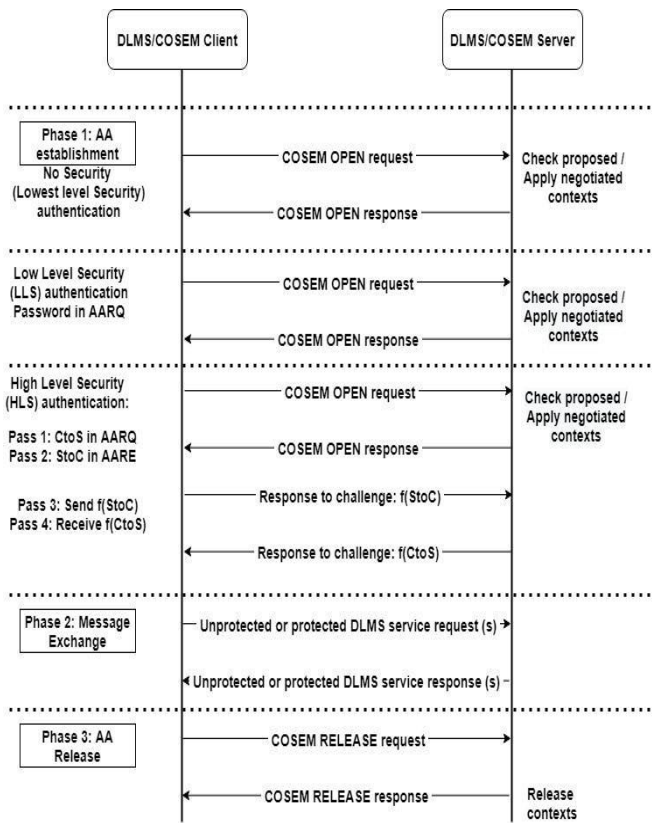 DLMS/COSEM Client
DLMS/COSEM Server
Phase 1: AA
establishment
No Security
(Lowest level Security)
authentication
COSEM OPEN request
COSEM OPEN response
Check proposed /
Apply negotiated
contexts
Low Level Security
(LLS) authentication
Password in AARQ
COSEM OPEN request
COSEM OPEN response
Check proposed /
Apply negotiated
contexts
High Level Security
(HLS) authentication:
Pass 1: CtoS in AARQ
Pass 2: StoC in AARE
Pass 3: Send f(StoC)
Pass 4: Receive f(CtoS)
COSEM OPEN request
COSEM OPEN response
Response to challenge: f(StoC)
Response to challenge: f(CtoS)
Check proposed /
Apply negotiated
contexts
Phase 2: Message
Exchange
Unprotected or protected DLMS service request (s)
Unprotected or protected DLMS service response (s)
Phase 3: AA
Release
COSEM RELEASE request
COSEM RELEASE response
Release
contexts